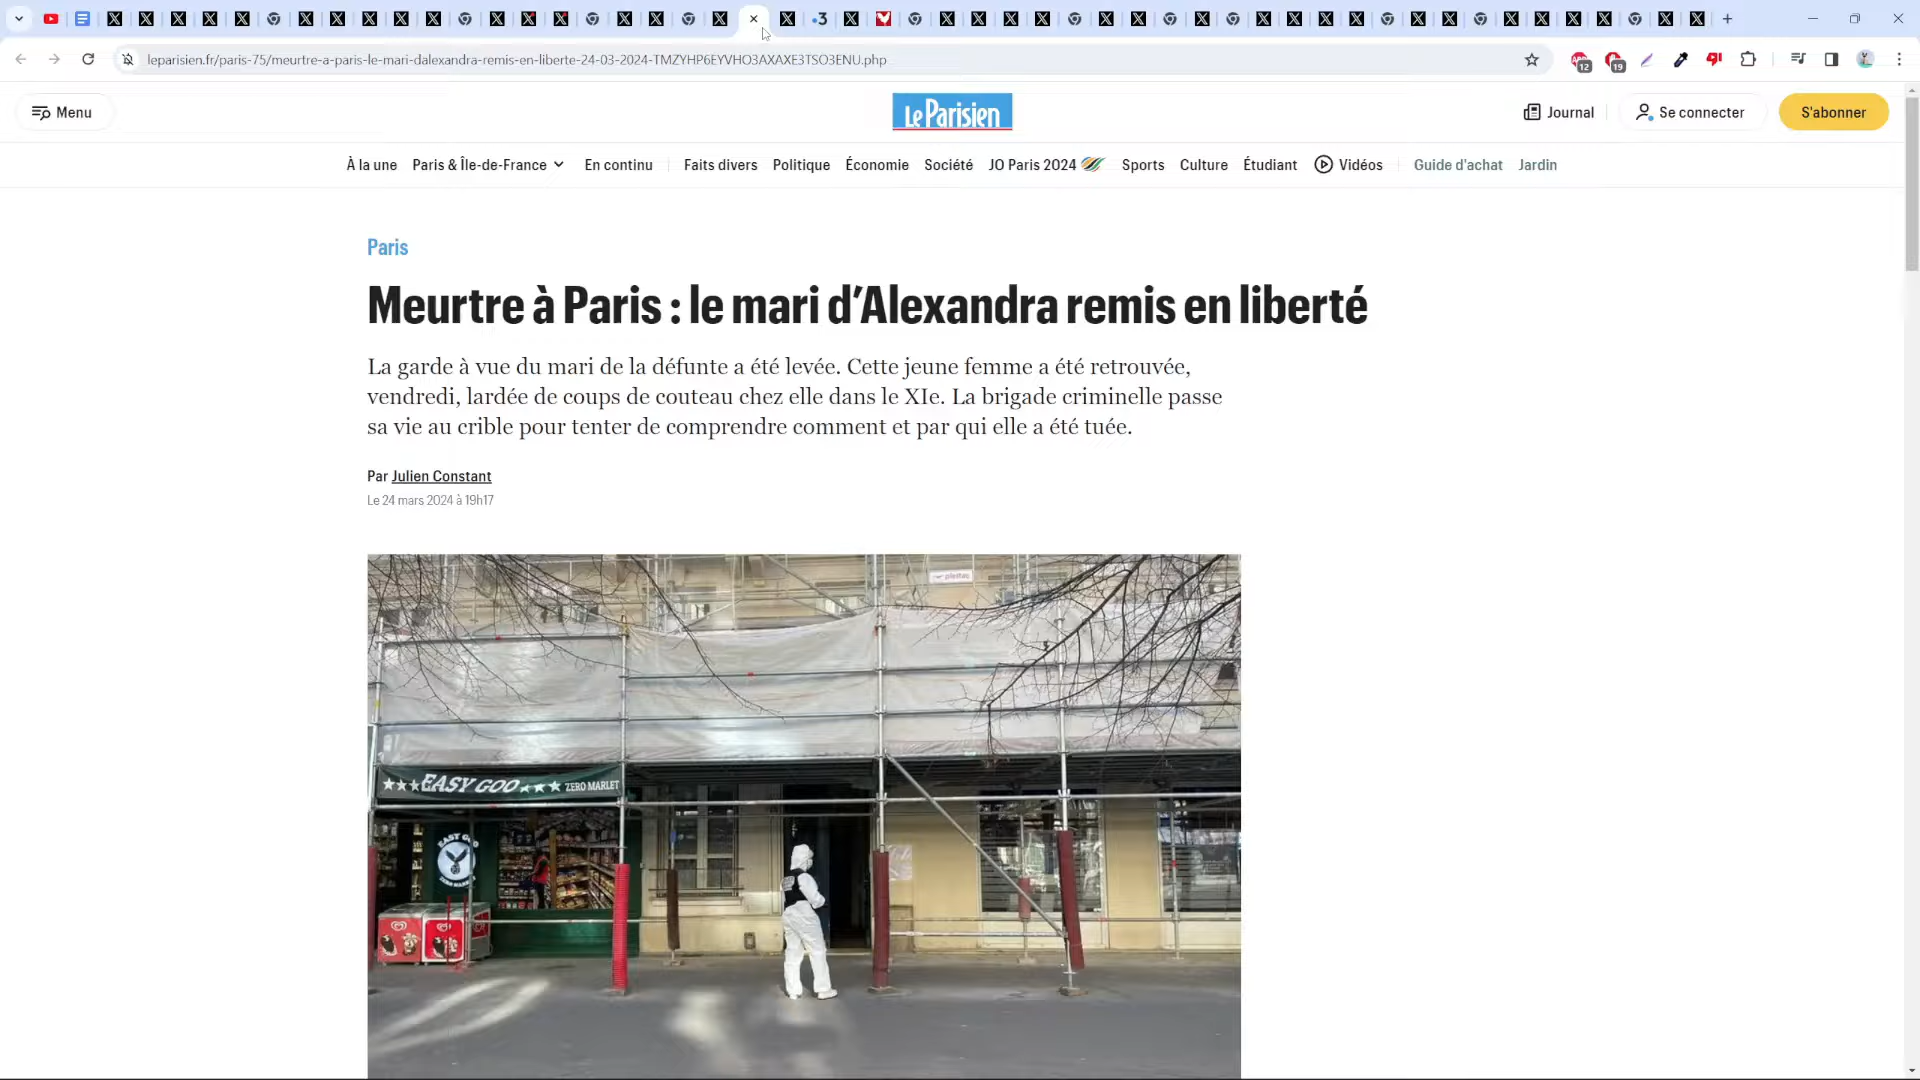 leparisien.fr/paris-75/meurtre-a-paris-le-mari-dalexandra-remis-en-liberte-24-03-2024-TMZYHP6EYVHO3AXAXE3TSO3ENU.php
12
19
Menu
Le Parisien
Journal
Se connecter
S'abonner
À la une Paris & Île-de-France En continu Faits divers Politique Économie Société JO Paris 2024 Sports Culture Étudiant Vidéos Guide d'achat Jardin
Paris
Meurtre à Paris : le mari d'Alexandra remis en liberté
La garde à vue du mari de la défunte a été levée. Cette jeune femme a été retrouvée,
vendredi, lardée de coups de couteau chez elle dans le XIe. La brigade criminelle passe
sa vie au crible pour tenter de comprendre comment et par qui elle a été tuée.
Par Julien Constant
Le 24 mars 2024 à 19h17
EASY GOO ZERO MARLET